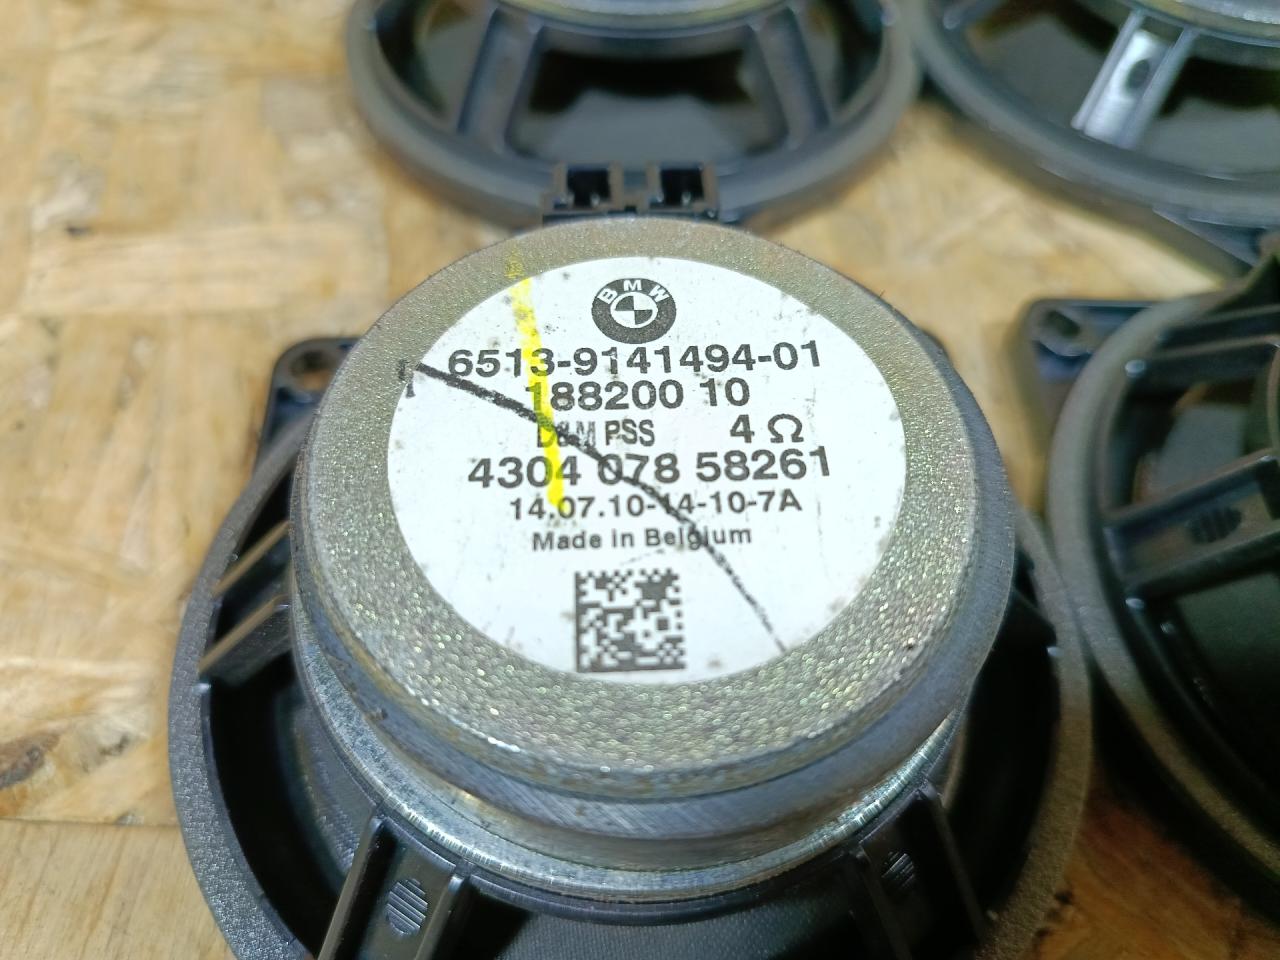 BMW
6513-9141494-01
188200 10
D&M PSS 4 Ω
4304 078 58261
14.07.10-14-10-7A
Made in Belgium